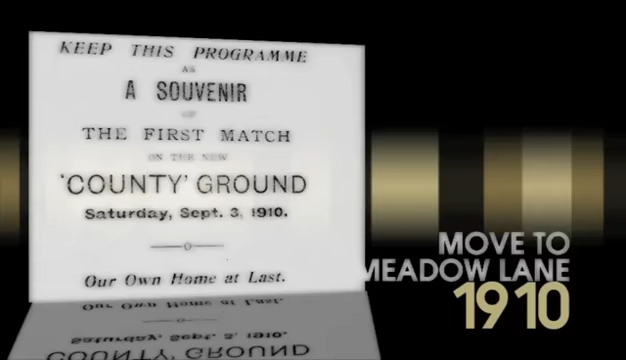 KEEP THIS PROGRAMME
AS
A SOUVENIR
OF
THE FIRST MATCH
ON THE NEW
'COUNTY' GROUND
Saturday, Sept. 3, 1910.
Our Own Home at Last.
MOVE TO
MEADOW LANE
1910